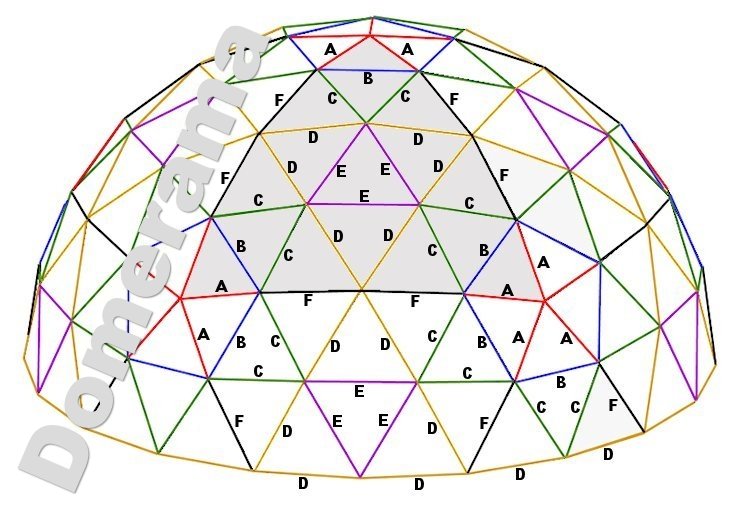 Domerama
A A
B
F C C F
D D
D E E D
F F
C E C
B C D D C B A
A A
F F
A B C D D C B A A
C C
E B
C C F
F D E E D F
D D D D